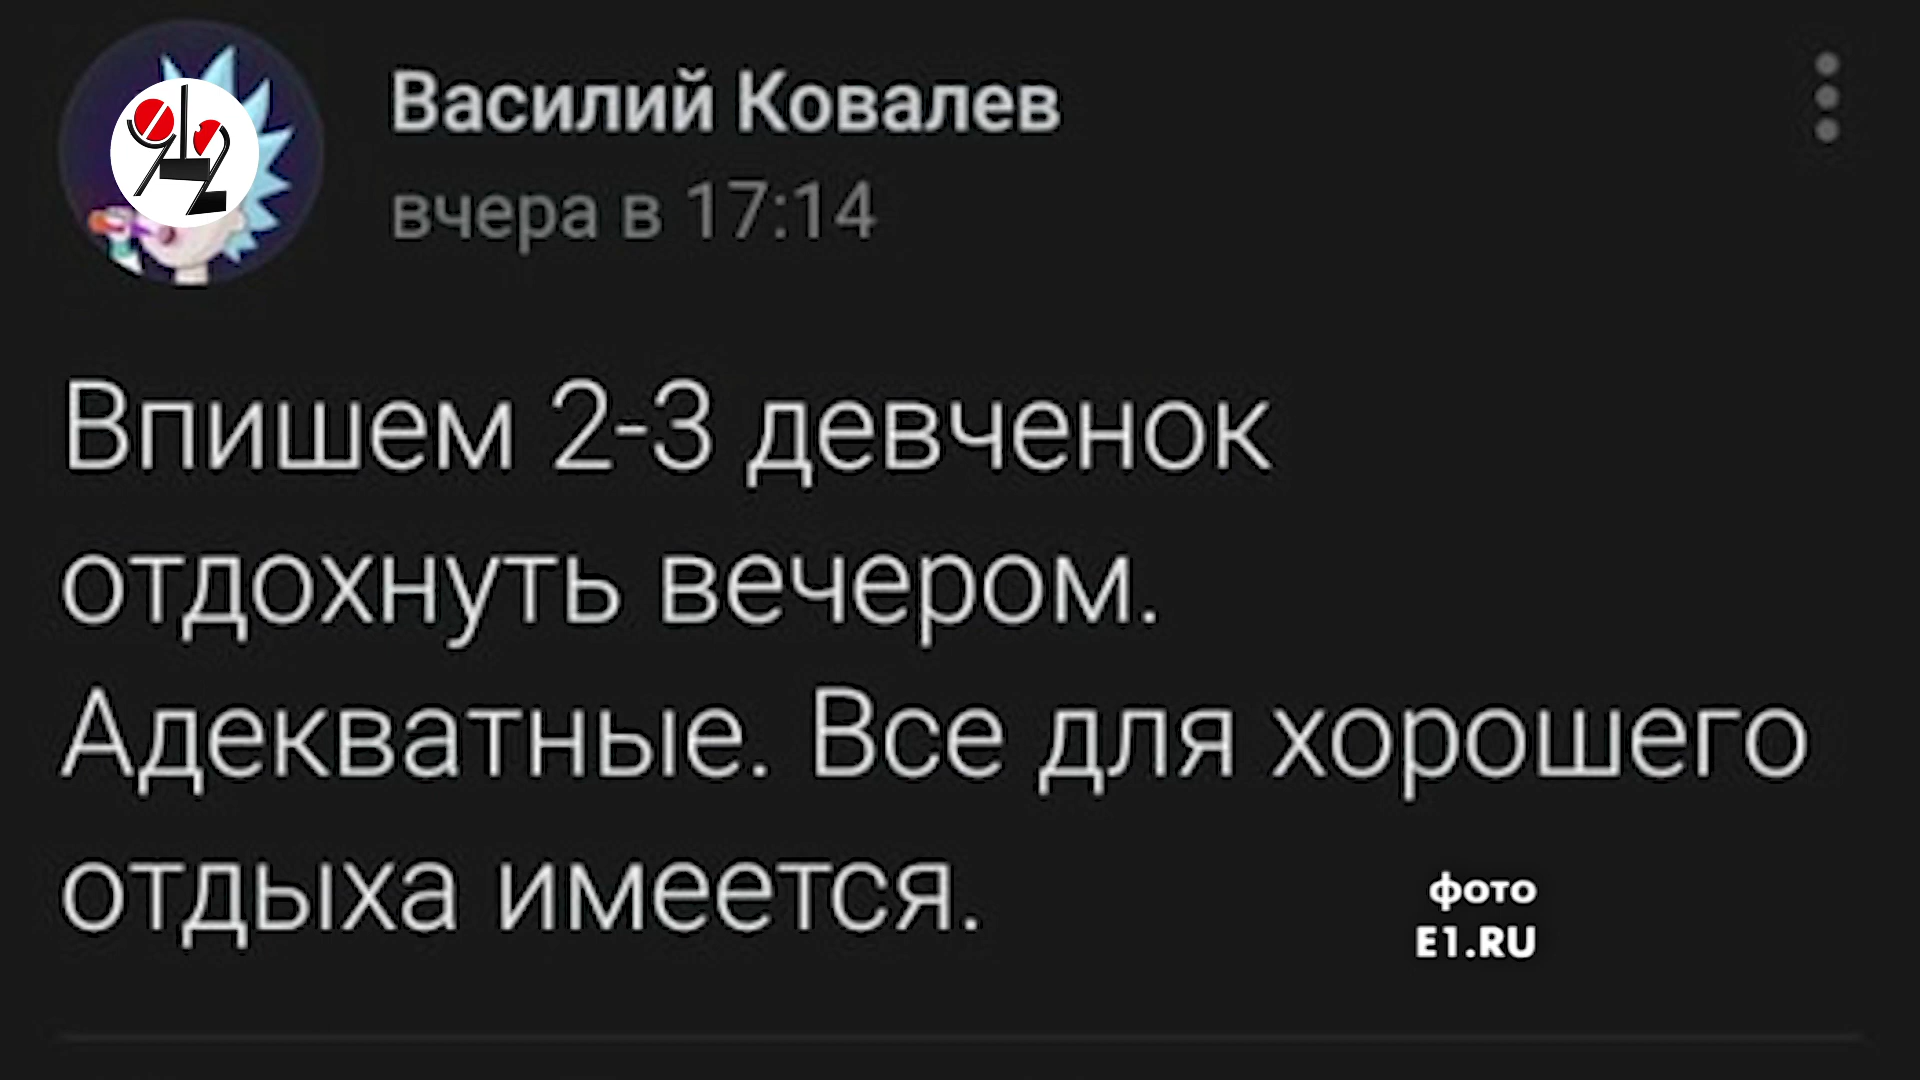 Василий Ковалев
вчера в 17:14
Впишем 2-3 девченок
отдохнуть вечером.
Адекватные. Все для хорошего
отдыха имеется.
фото
E1.RU